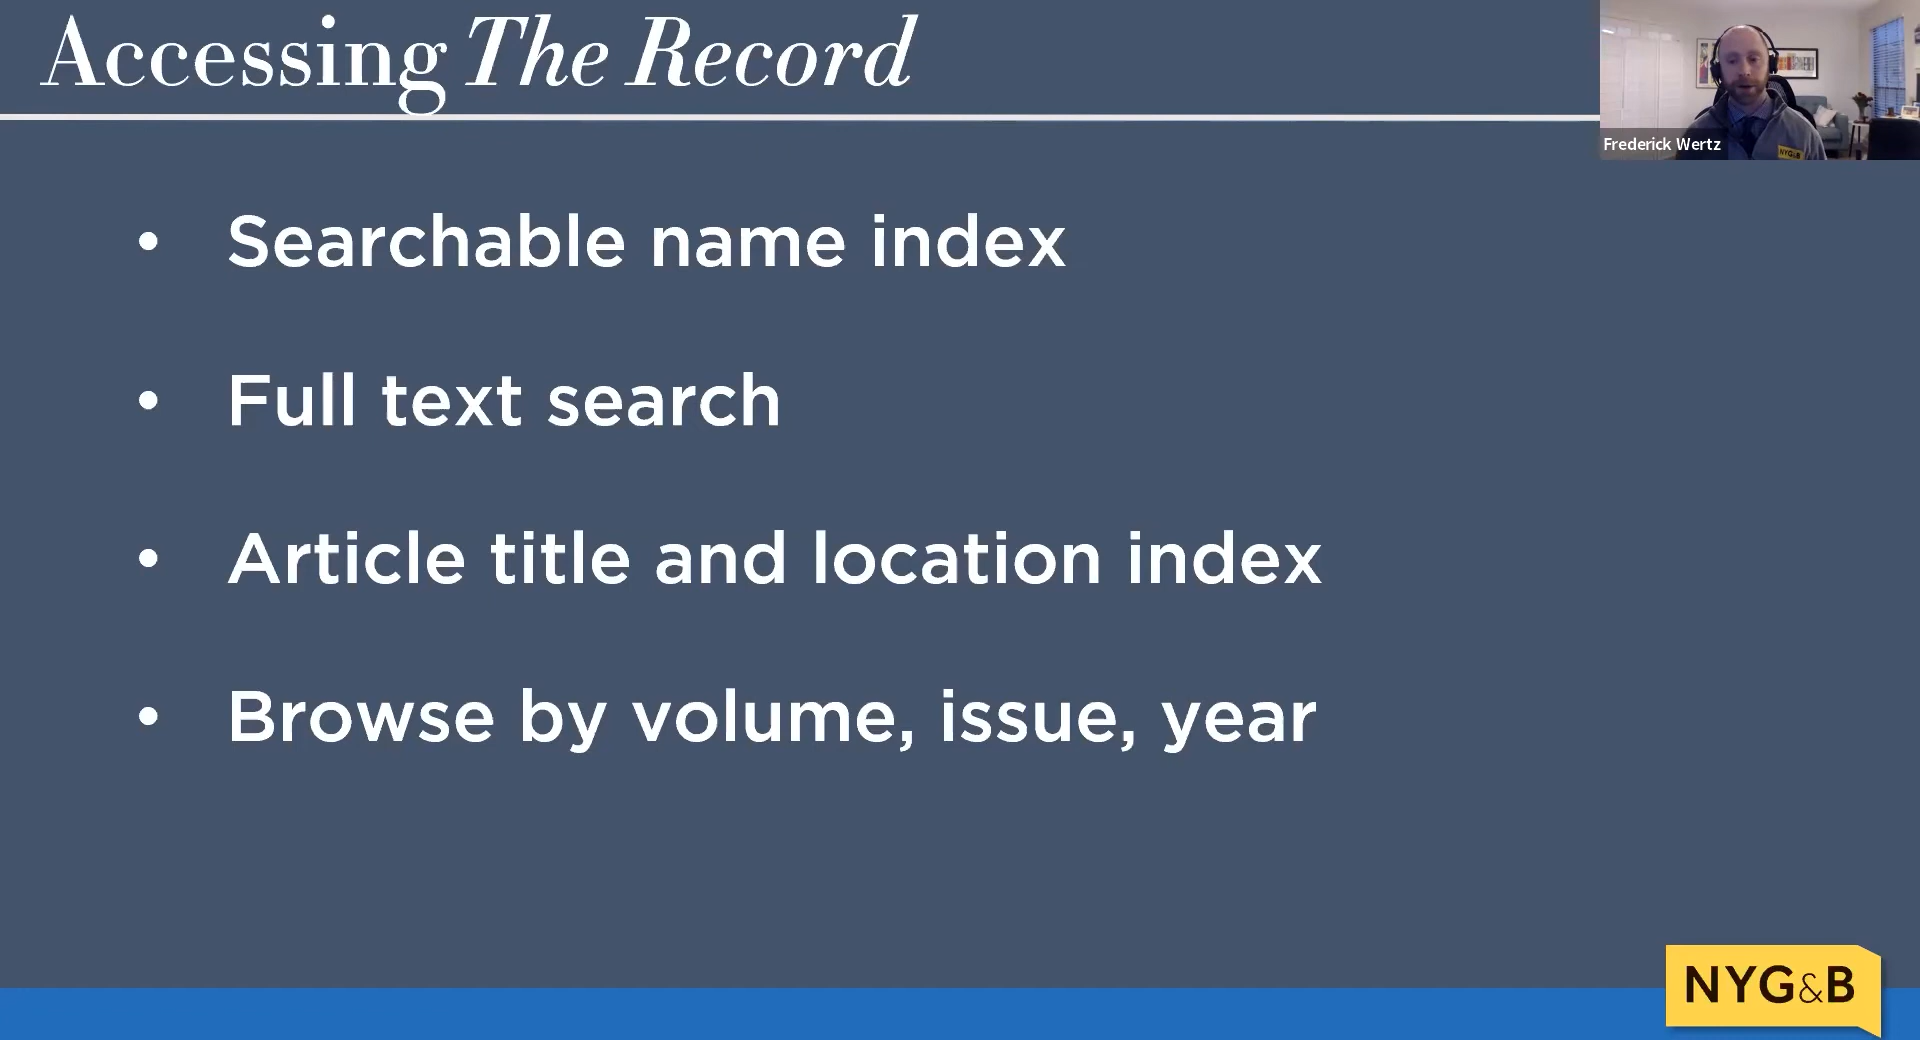 Accessing The Record
Frederick Wertz
NYG&B
• Searchable name index
• Full text search
• Article title and location index
• Browse by volume, issue, year
NYG&B